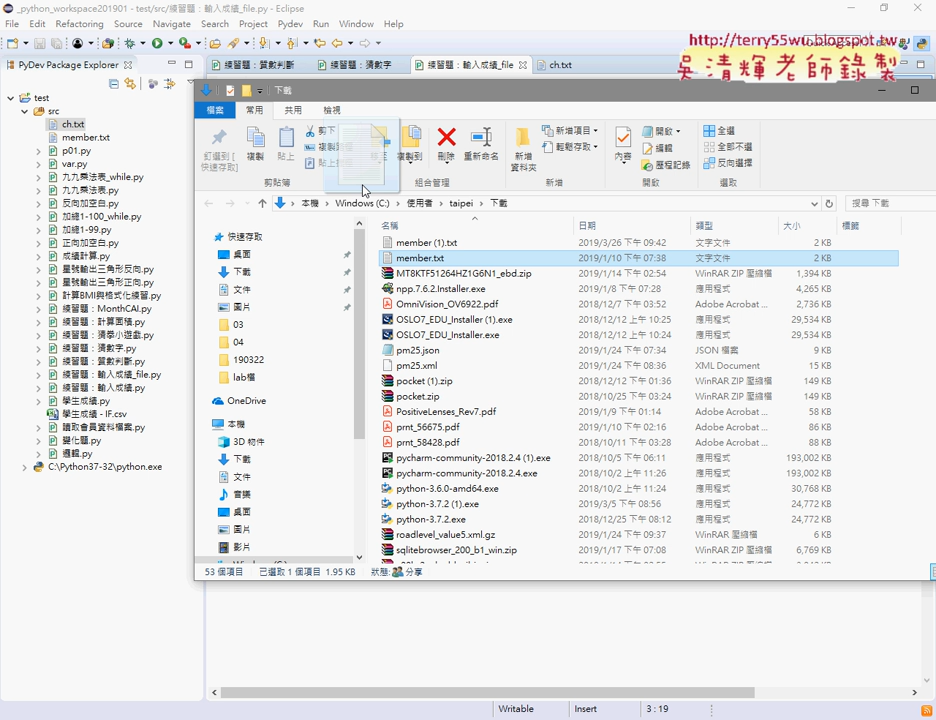 _python_workspace201901 - test/src/練習題：輸入成績_file.py - Eclipse
File Edit Refactoring Source Navigate Search Project Pydev Run Window Help
http://terry55wu.blogspot.tw
吳清輝老師錄製
PyDev Package Explorer
練習題：質數判斷
練習題：猜數字
練習題：輸入成績_file
ch.txt
test
src
ch.txt
member.txt
p01.py
var.py
九九乘法表_while.py
九九乘法表.py
反向加空白.py
加總1-100_while.py
加總1-99.py
正向加空白.py
成績計算.py
星號輸出三角形反向.py
星號輸出三角形正向.py
計算BMI與格式化練習.py
練習題：MonthCAl.py
練習題：計算面積.py
練習題：猜拳小遊戲.py
練習題：猜數字.py
練習題：質數判斷.py
練習題：輸入成績_file.py
練習題：輸入成績.py
學生成績.py
學生成績 - IF.csv
讀取會員資料檔案.py
變化題.py
邏輯.py
C:\Python37-32\python.exe
下載
檔案 常用 共用 檢視
釘選到 [快速存取]
複製
貼上
剪下
複製到
刪除
重新命名
新增資料夾
新增項目
輕鬆存取
內容
開啟
編輯
歷程記錄
全選
全部不選
反向選擇
剪貼簿 組合管理 新增 開啟 選取
本機 › Windows (C:) › 使用者 › taipei › 下載
搜尋 下載
快速存取
桌面
下載
文件
圖片
03
04
190322
lab檔
OneDrive
本機
3D 物件
下載
文件
音樂
桌面
圖片
影片
名稱 日期 類型 大小 標籤
member (1).txt 2019/3/26 下午 09:42 文字文件 2 KB
member.txt 2019/1/10 下午 07:38 文字文件 2 KB
MT8KTF51264HZ1G6N1_ebd.zip 2019/1/14 下午 02:54 WinRAR ZIP 壓縮檔 1,394 KB
npp.7.6.2.Installer.exe 2019/1/8 下午 07:28 應用程式 4,265 KB
OmniVision_OV6922.pdf 2018/12/7 下午 03:52 Adobe Acrobat ... 2,736 KB
OSLO7_EDU_Installer (1).exe 2018/12/12 上午 10:25 應用程式 29,534 KB
OSLO7_EDU_Installer.exe 2018/12/12 上午 10:24 應用程式 29,534 KB
pm25.json 2019/1/24 下午 07:34 JSON 檔案 9 KB
pm25.xml 2019/1/24 下午 08:36 XML Document 15 KB
pocket (1).zip 2018/12/12 下午 01:36 WinRAR ZIP 壓縮檔 149 KB
pocket.zip 2018/10/25 下午 03:24 WinRAR ZIP 壓縮檔 149 KB
PositiveLenses_Rev7.pdf 2019/1/9 下午 01:14 Adobe Acrobat ... 58 KB
prnt_56675.pdf 2019/1/10 下午 02:16 Adobe Acrobat ... 86 KB
prnt_58428.pdf 2018/10/11 下午 03:28 Adobe Acrobat ... 88 KB
pycharm-community-2018.2.4 (1).exe 2018/10/5 下午 06:11 應用程式 193,002 KB
pycharm-community-2018.2.4.exe 2018/10/2 上午 11:26 應用程式 193,002 KB
python-3.6.0-amd64.exe 2018/10/2 上午 11:24 應用程式 30,768 KB
python-3.7.2 (1).exe 2019/3/5 下午 08:56 應用程式 24,772 KB
python-3.7.2.exe 2018/12/25 下午 08:12 應用程式 24,772 KB
roadlevel_value5.xml.gz 2019/1/24 下午 09:37 WinRAR 壓縮檔 6 KB
sqlitebrowser_200_b1_win.zip 2019/1/17 下午 07:08 WinRAR ZIP 壓縮檔 6,769 KB
53 個項目 已選取 1 個項目 1.95 KB 狀態: 分享
Writable Insert 3 : 19